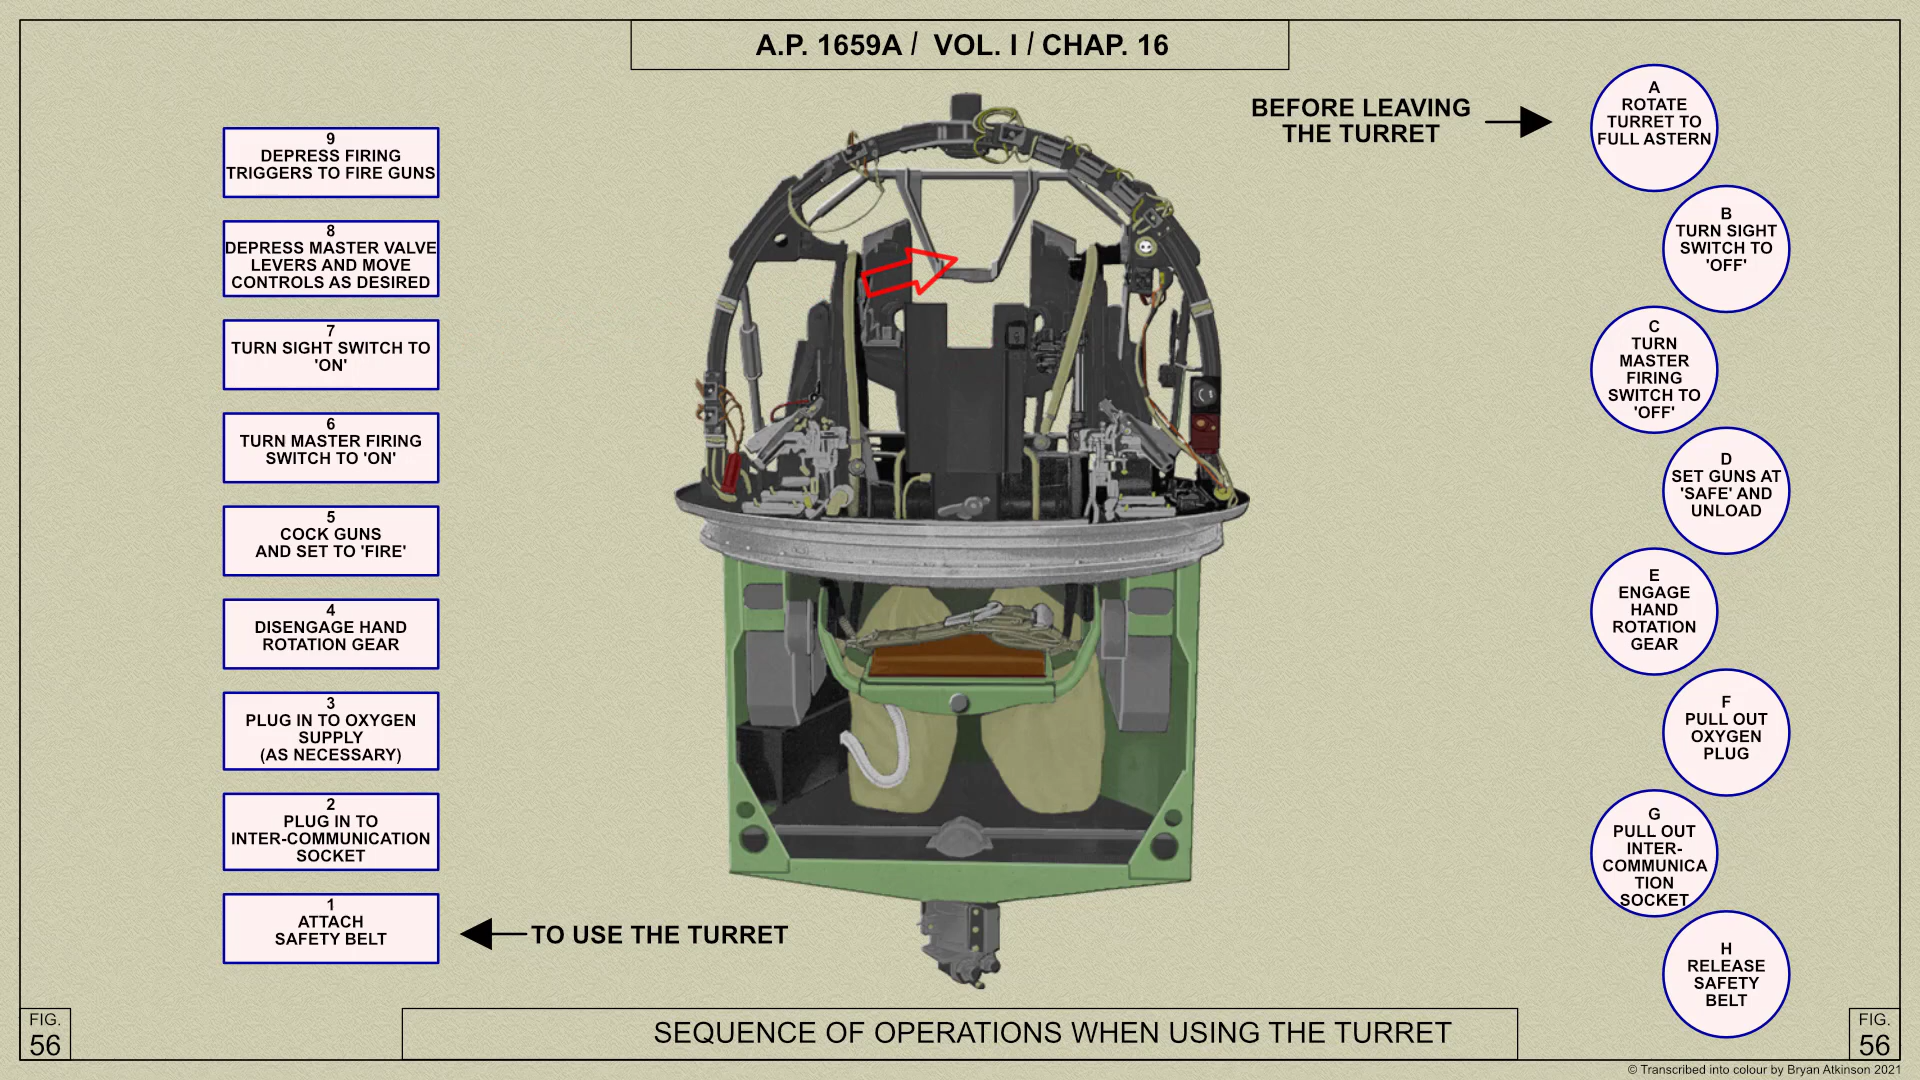 A.P. 1659A / VOL. I / CHAP. 16
9
DEPRESS FIRING
TRIGGERS TO FIRE GUNS
8
DEPRESS MASTER VALVE
LEVERS AND MOVE
CONTROLS AS DESIRED
7
TURN SIGHT SWITCH TO
'ON'
6
TURN MASTER FIRING
SWITCH TO 'ON'
5
COCK GUNS
AND SET TO 'FIRE'
4
DISENGAGE HAND
ROTATION GEAR
3
PLUG IN TO OXYGEN
SUPPLY
(AS NECESSARY)
2
PLUG IN TO
INTER-COMMUNICATION
SOCKET
1
ATTACH
SAFETY BELT
TO USE THE TURRET
BEFORE LEAVING
THE TURRET
A
ROTATE
TURRET TO
FULL ASTERN
B
TURN SIGHT
SWITCH TO
'OFF'
C
TURN
MASTER
FIRING
SWITCH TO
'OFF'
D
SET GUNS AT
'SAFE' AND
UNLOAD
E
ENGAGE
HAND
ROTATION
GEAR
F
PULL OUT
OXYGEN
PLUG
G
PULL OUT
INTER-
COMMUNICA
TION
SOCKET
H
RELEASE
SAFETY
BELT
FIG.
56
SEQUENCE OF OPERATIONS WHEN USING THE TURRET
FIG.
56
© Transcribed into colour by Bryan Atkinson 2021